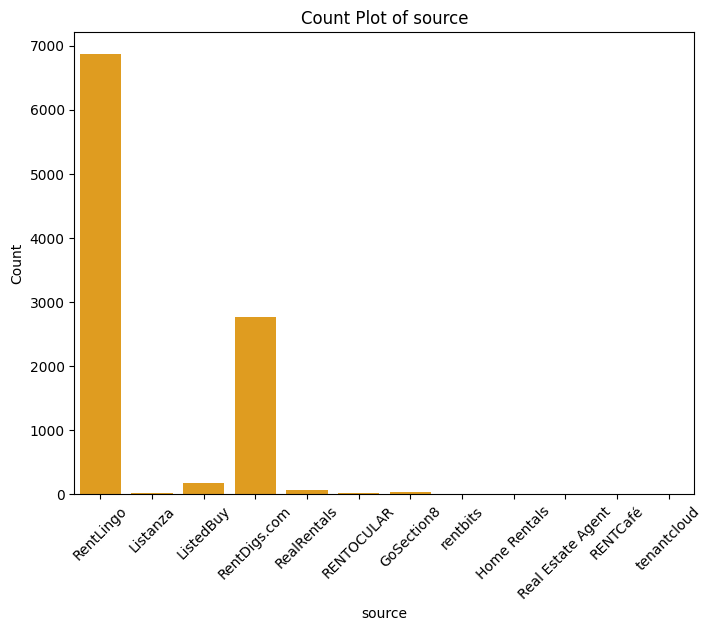 Count Plot of source
7000
6000
5000
4000
3000
2000
1000
0
Count
RentLingo
Listanza
ListedBuy
RentDigs.com
RealRentals
RENTOCULAR
GoSection8
rentbits
Home Rentals
Real Estate Agent
RENTCafé
tenantcloud
source